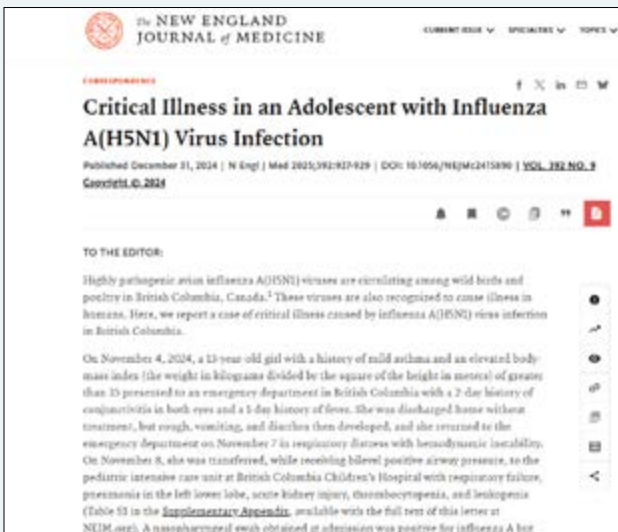 The NEW ENGLAND
JOURNAL of MEDICINE
CURRENT ISSUE SPECIALTIES TOPICS
CORRESPONDENCE
Critical Illness in an Adolescent with Influenza
A(H5N1) Virus Infection
Published December 31, 2024 | N Engl J Med 2025;392:927-929 | DOI: 10.1056/NEJMc2415890 | VOL. 392 NO. 9
Copyright © 2024
TO THE EDITOR:
Highly pathogenic avian influenza A(H5N1) viruses are circulating among wild birds and
poultry in British Columbia, Canada.1 These viruses are also recognized to cause illness in
humans. Here, we report a case of critical illness caused by influenza A(H5N1) virus infection
in British Columbia.
On November 4, 2024, a 13-year-old girl with a history of mild asthma and an elevated body-
mass index (the weight in kilograms divided by the square of the height in meters) of greater
than 35 presented to an emergency department in British Columbia with a 2-day history of
conjunctivitis in both eyes and a 1-day history of fever. She was discharged home without
treatment, but cough, vomiting, and diarrhea then developed, and she returned to the
emergency department on November 7 in respiratory distress with hemodynamic instability.
On November 8, she was transferred, while receiving bilevel positive airway pressure, to the
pediatric intensive care unit at British Columbia Children's Hospital with respiratory failure,
pneumonia in the left lower lobe, acute kidney injury, thrombocytopenia, and leukopenia
(Table S1 in the Supplementary Appendix, available with the full text of this letter at
NEJM.org). A nasopharyngeal swab obtained at admission was positive for influenza A but